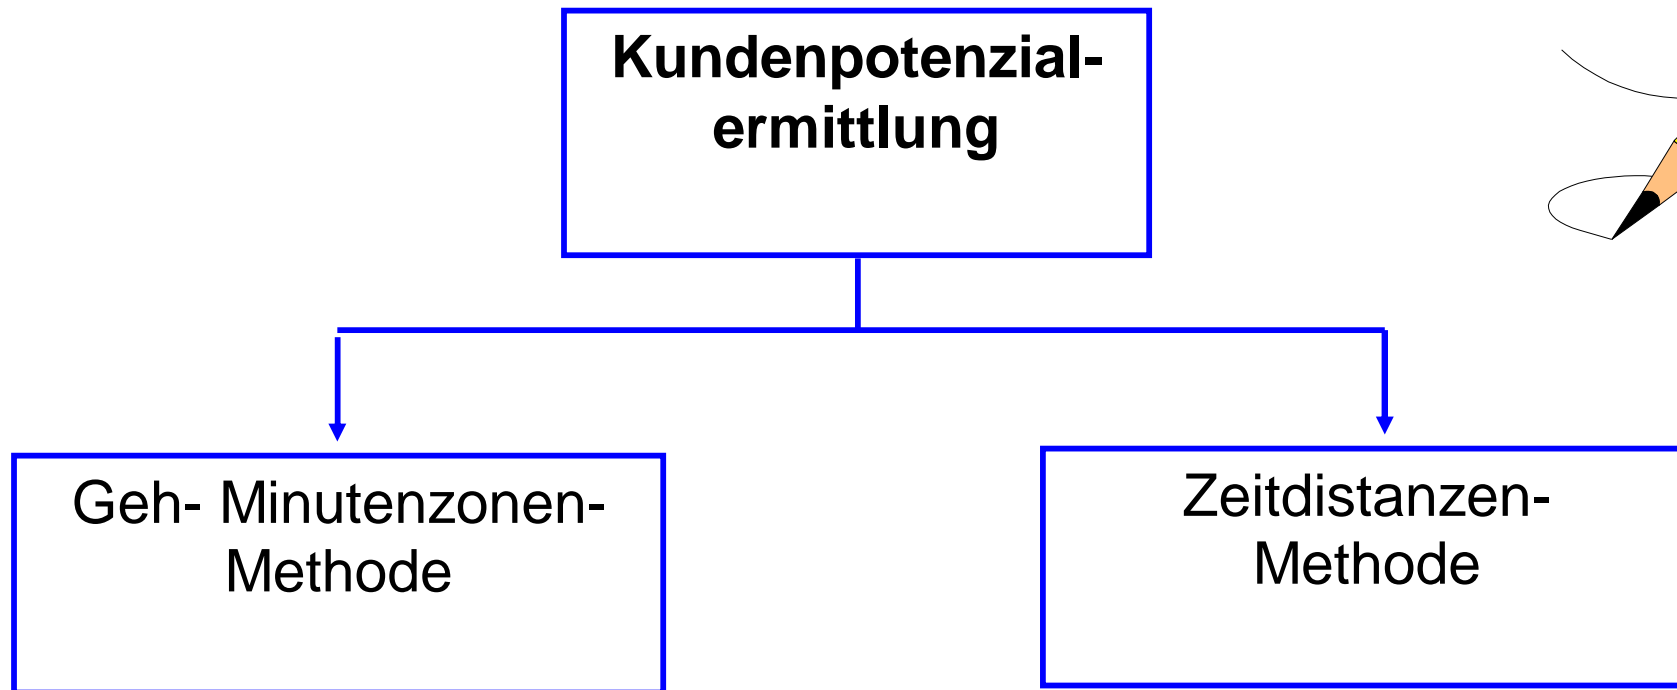 Kundenpotenzial-
ermittlung
Geh- Minutenzonen-
Methode
Zeitdistanzen-
Methode